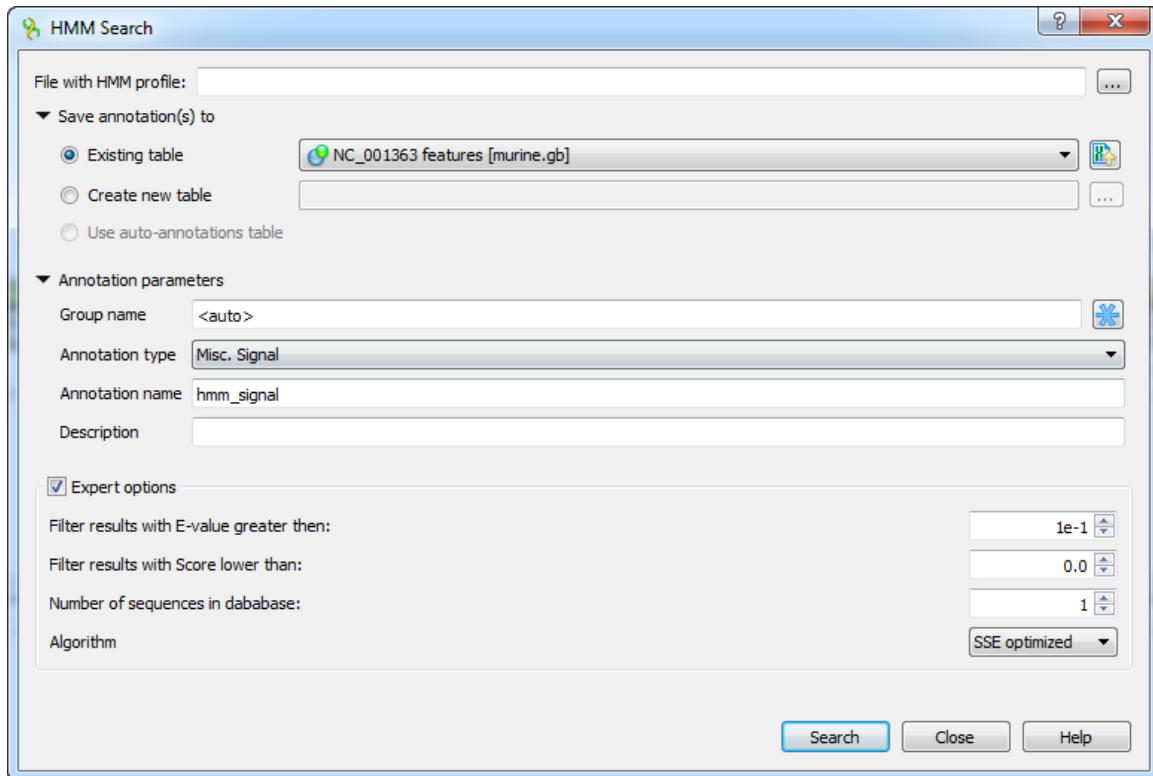 HMM Search
File with HMM profile:
...
Save annotation(s) to
Existing table NC_001363 features [murine.gb]
Create new table ...
Use auto-annotations table
Annotation parameters
Group name <auto>
Annotation type Misc. Signal
Annotation name hmm_signal
Description
Expert options
Filter results with E-value greater then: 1e-1
Filter results with Score lower than: 0.0
Number of sequences in dababase: 1
Algorithm SSE optimized
Search Close Help